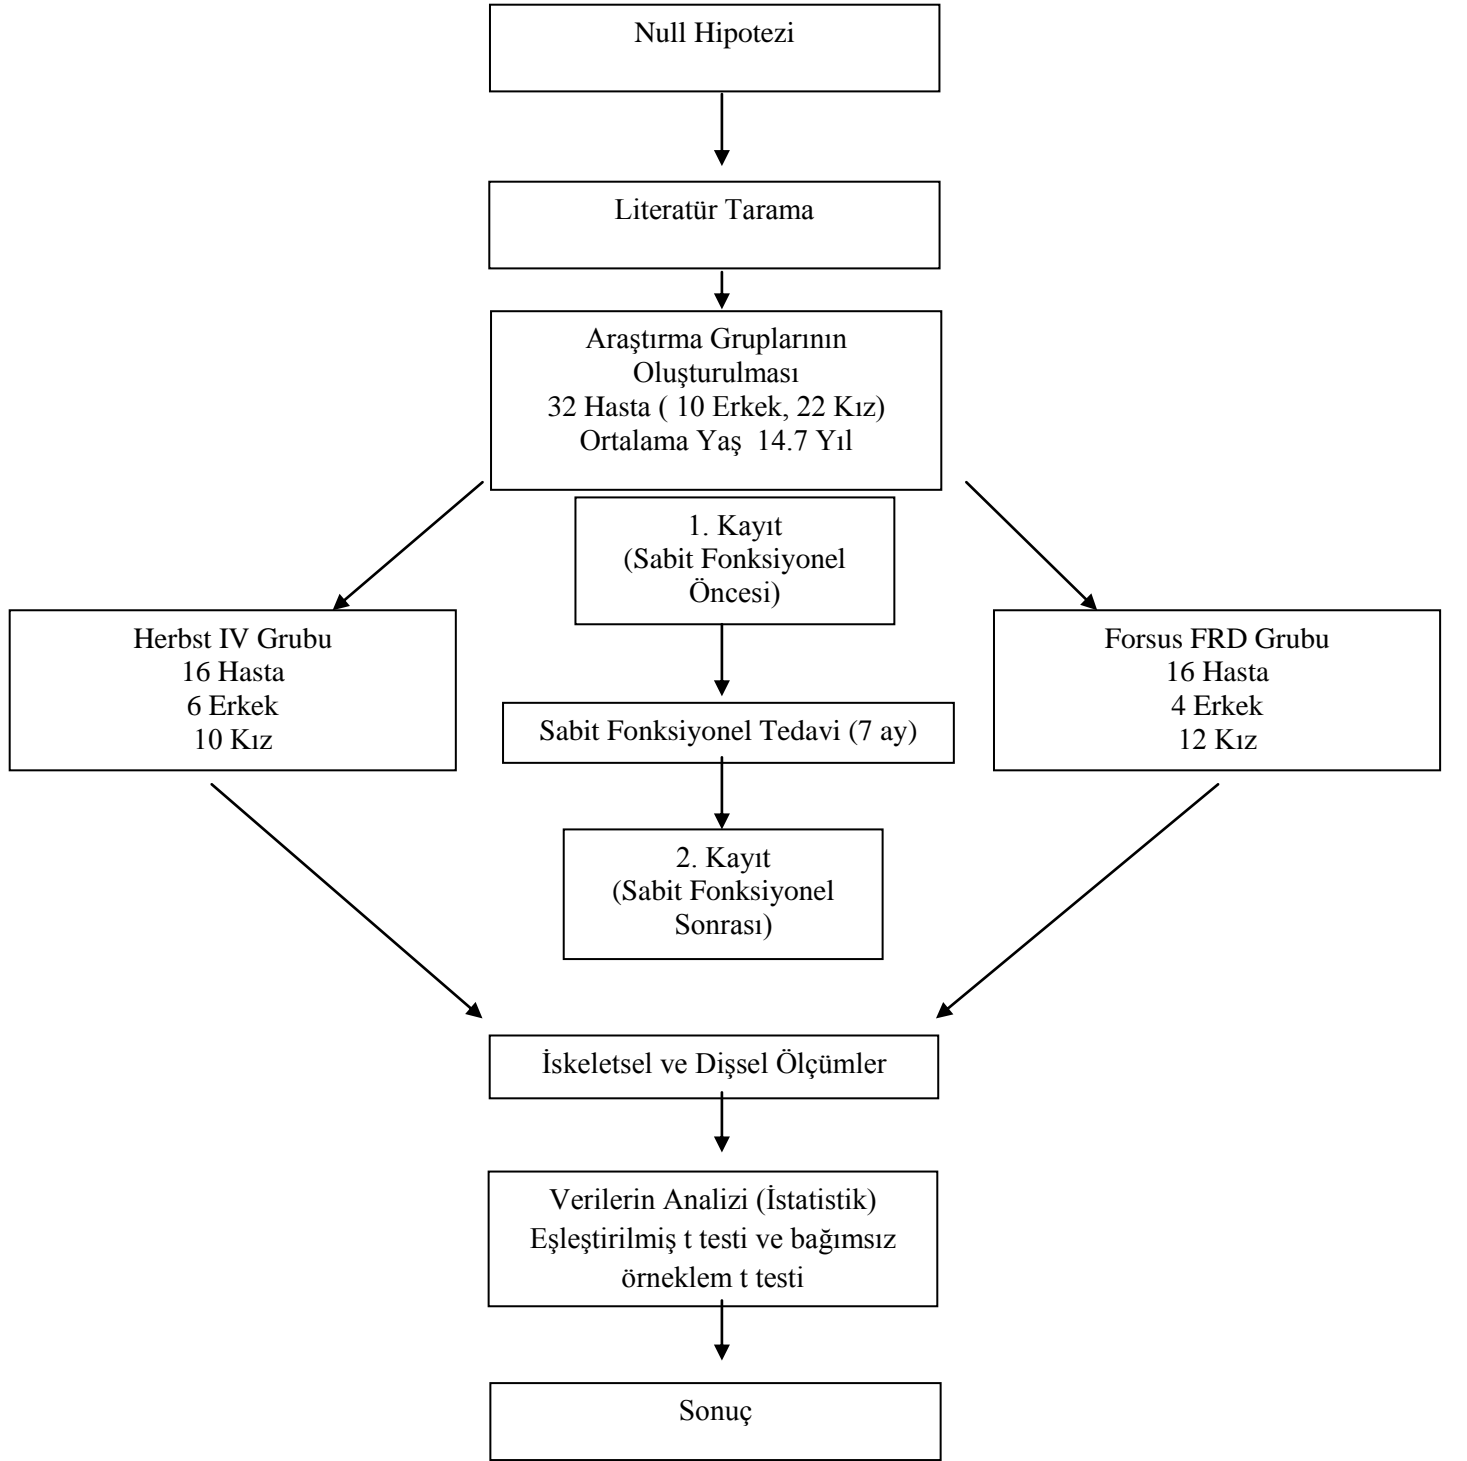 Null Hipotezi
Literatür Tarama
Araştırma Gruplarının
Oluşturulması
32 Hasta ( 10 Erkek, 22 Kız)
Ortalama Yaş  14.7 Yıl
1. Kayıt
(Sabit Fonksiyonel
Öncesi)
Herbst IV Grubu
16 Hasta
6 Erkek
10 Kız
Forsus FRD Grubu
16 Hasta
4 Erkek
12 Kız
Sabit Fonksiyonel Tedavi (7 ay)
2. Kayıt
(Sabit Fonksiyonel
Sonrası)
İskeletsel ve Dişsel Ölçümler
Verilerin Analizi (İstatistik)
Eşleştirilmiş t testi ve bağımsız
örneklem t testi
Sonuç